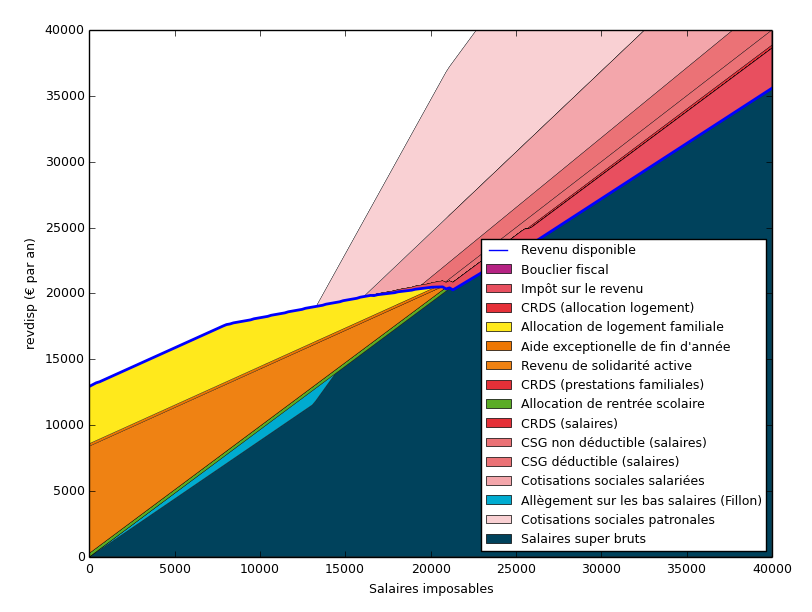 40000
35000
30000
25000
20000
15000
10000
5000
0
revdisp (€ par an)
Revenu disponible
Bouclier fiscal
Impôt sur le revenu
CRDS (allocation logement)
Allocation de logement familiale
Aide exceptionelle de fin d'année
Revenu de solidarité active
CRDS (prestations familiales)
Allocation de rentrée scolaire
CRDS (salaires)
CSG non déductible (salaires)
CSG déductible (salaires)
Cotisations sociales salariées
Allègement sur les bas salaires (Fillon)
Cotisations sociales patronales
Salaires super bruts
0 5000 10000 15000 20000 25000 30000 35000 40000
Salaires imposables